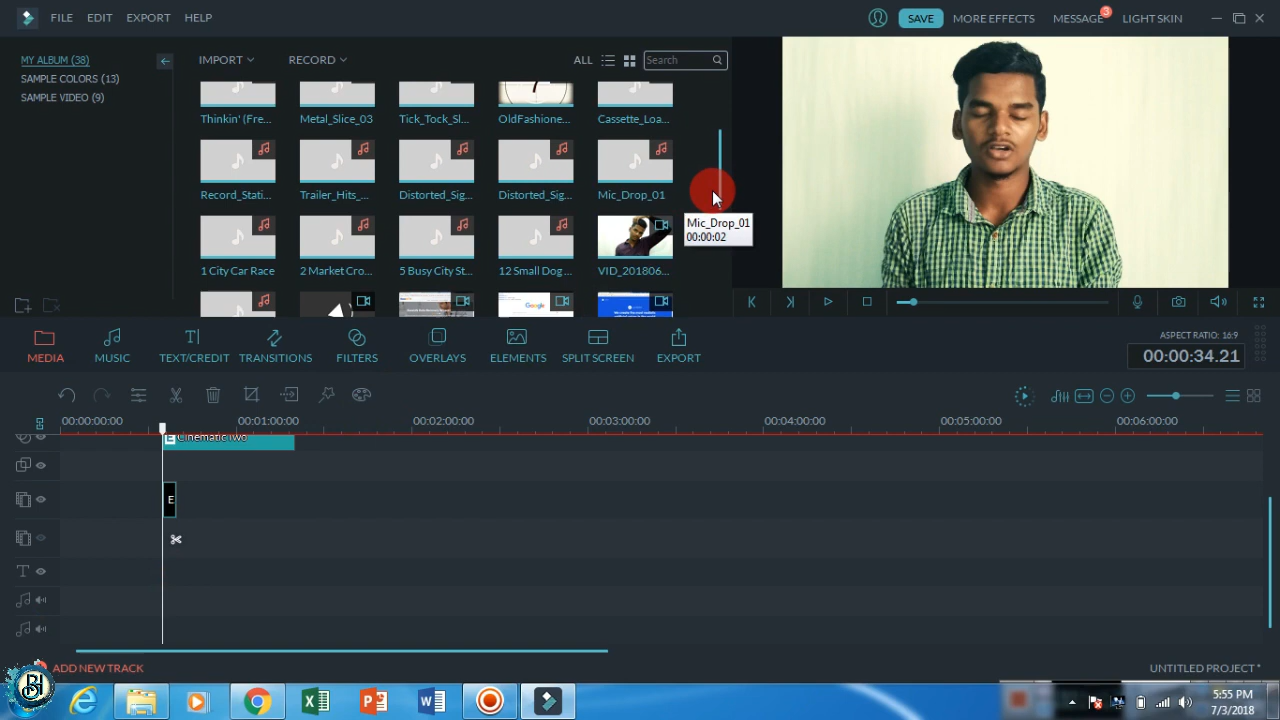 FILE EDIT EXPORT HELP
SAVE MORE EFFECTS MESSAGE 3 LIGHT SKIN
MY ALBUM (38)
SAMPLE COLORS (13)
SAMPLE VIDEO (9)
IMPORT RECORD ALL Search
Thinkin' (Fre... Metal_Slice_03 Tick_Tock_Sl... OldFashione... Cassette_Loa...
Record_Stati... Trailer_Hits_... Distorted_Sig... Distorted_Sig... Mic_Drop_01
Mic_Drop_01
00:00:02
1 City Car Race 2 Market Cro... 5 Busy City St... 12 Small Dog ... VID_201806...
Google
MEDIA MUSIC TEXT/CREDIT TRANSITIONS FILTERS OVERLAYS ELEMENTS SPLIT SCREEN EXPORT
ASPECT RATIO: 16:9
00:00:34.21
00:00:00:00 00:01:00:00 00:02:00:00 00:03:00:00 00:04:00:00 00:05:00:00 00:06:00:00
E Cinematic Two
E
T
ADD NEW TRACK
UNTITLED PROJECT *
5:55 PM
7/3/2018